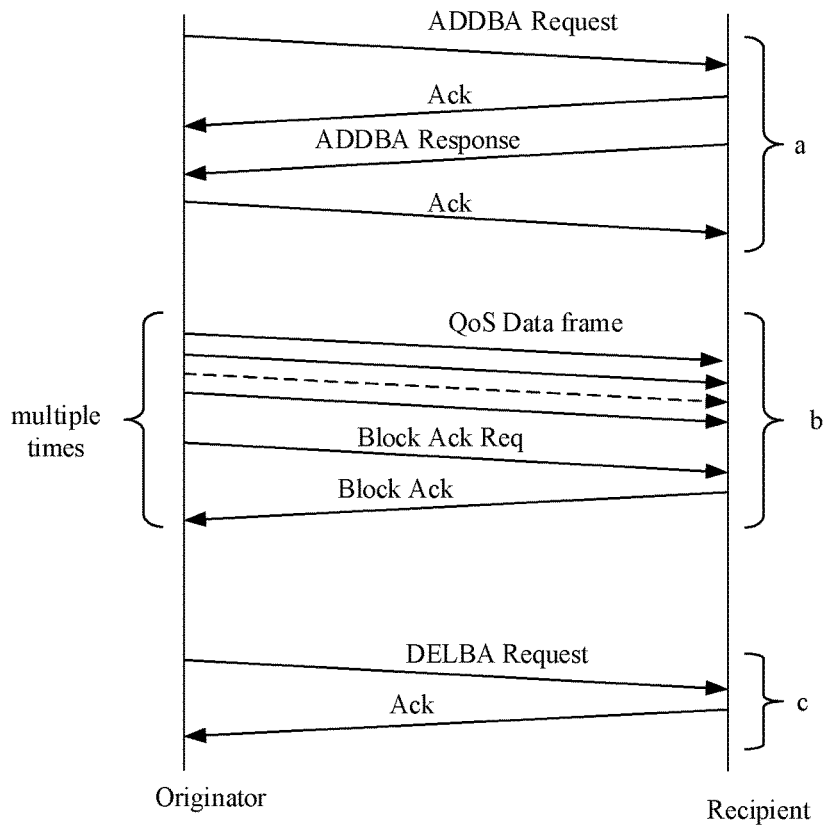 ADDBA Request
Ack
ADDBA Response
a
Ack
QoS Data frame
multiple
times
b
Block Ack Req
Block Ack
DELBA Request
c
Ack
Originator
Recipient